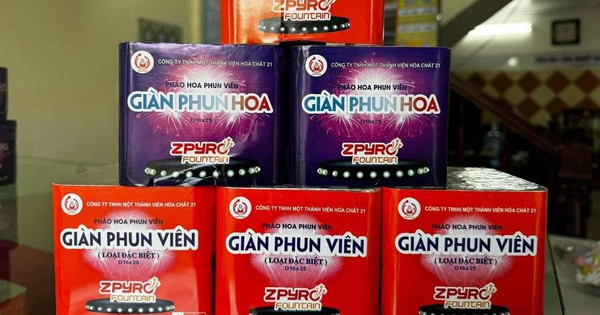 ZPYRO
FOUNTAIN
CÔNG TY TNHH MỘT THÀNH VIÊN HÓA CHẤT 21
PHÁO HOA PHUN VIÊN
GIÀN PHUN HOA
D16x25
ZPYRO
FOUNTAIN
CÔNG TY TNHH MỘT THÀNH VIÊN HÓA CHẤT 21
PHÁO HOA PHUN VIÊN
GIÀN PHUN HOA
D16x25
ZPYRO
FOUNTAIN
CÔNG TY TNHH MỘT THÀNH VIÊN HÓA CHẤT 21
PHÁO HOA PHUN VIÊN
GIÀN PHUN VIÊN
(LOẠI ĐẶC BIỆT)
D16x25
ZPYRO
FOUNTAIN
CÔNG TY TNHH MỘT THÀNH VIÊN HÓA CHẤT 21
PHÁO HOA PHUN VIÊN
GIÀN PHUN VIÊN
(LOẠI ĐẶC BIỆT)
D16x25
ZPYRO
FOUNTAIN
CÔNG TY TNHH MỘT THÀNH VIÊN HÓA CHẤT 21
PHÁO HOA PHUN VIÊN
GIÀN PHUN VIÊN
(LOẠI ĐẶC BIỆT)
D16x25
ZPYRO
FOUNTAIN